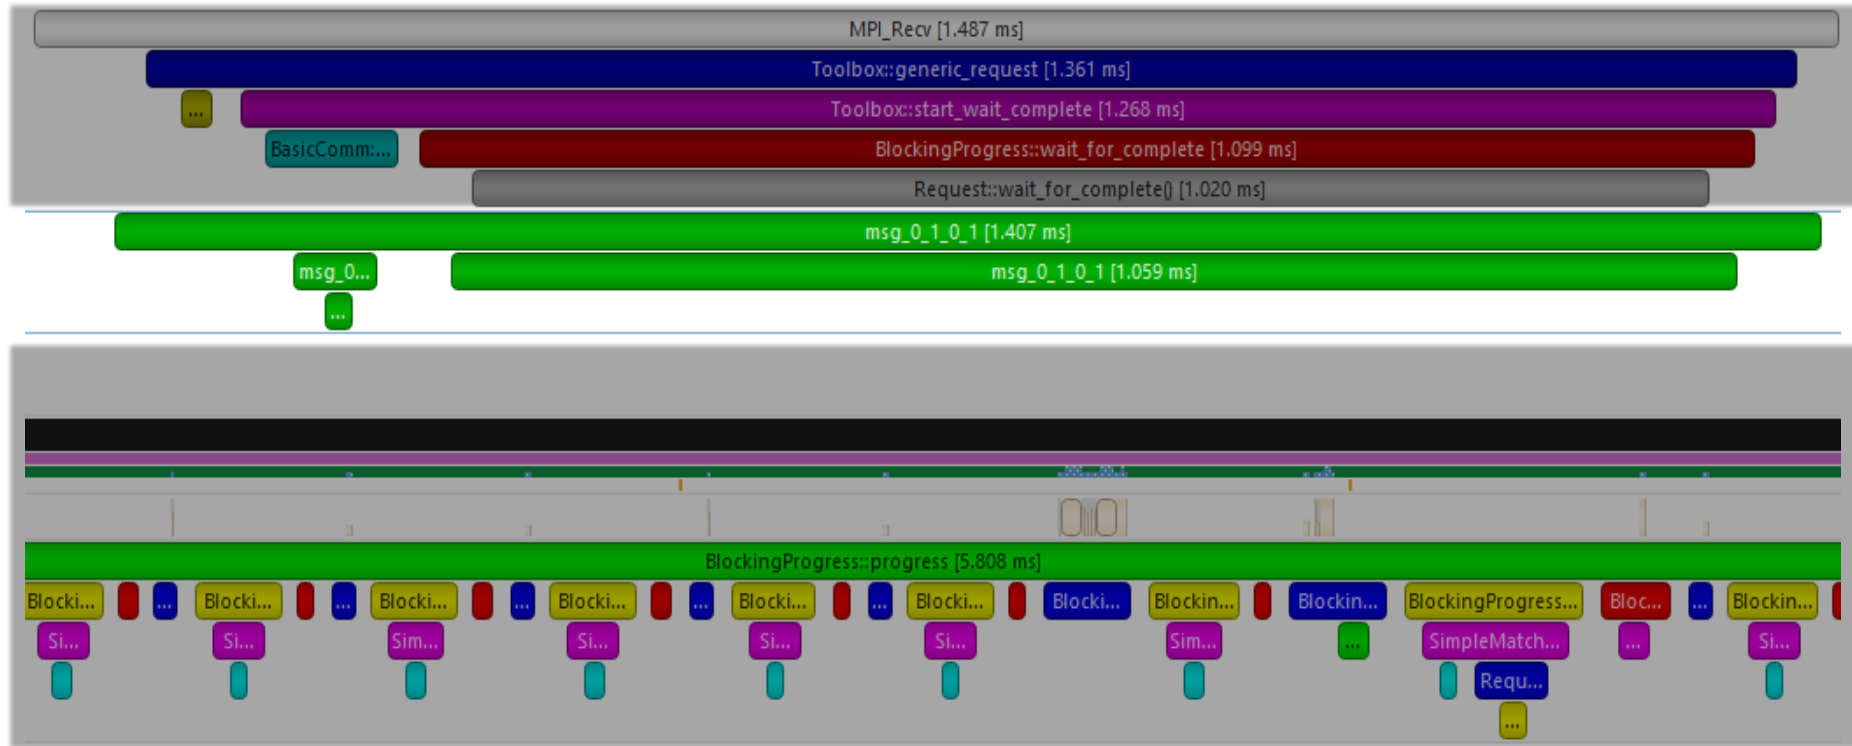 MPI_Recv [1.487 ms]
Toolbox::generic_request [1.361 ms]
... Toolbox::start_wait_complete [1.268 ms]
BasicComm:... BlockingProgress::wait_for_complete [1.099 ms]
Request::wait_for_complete() [1.020 ms]
msg_0_1_0_1 [1.407 ms]
msg_0... msg_0_1_0_1 [1.059 ms]
...
BlockingProgress::progress [5.808 ms]
Blocki... ... Blocki... ... Blocki... ... Blocki... ... Blocki... ... Blocki... Blocki... Blockin... Blockin... BlockingProgress... Bloc... ... Blockin...
Si... Si... Sim... Si... Si... Si... Sim... ... SimpleMatch... ... Si...
Requ...
...